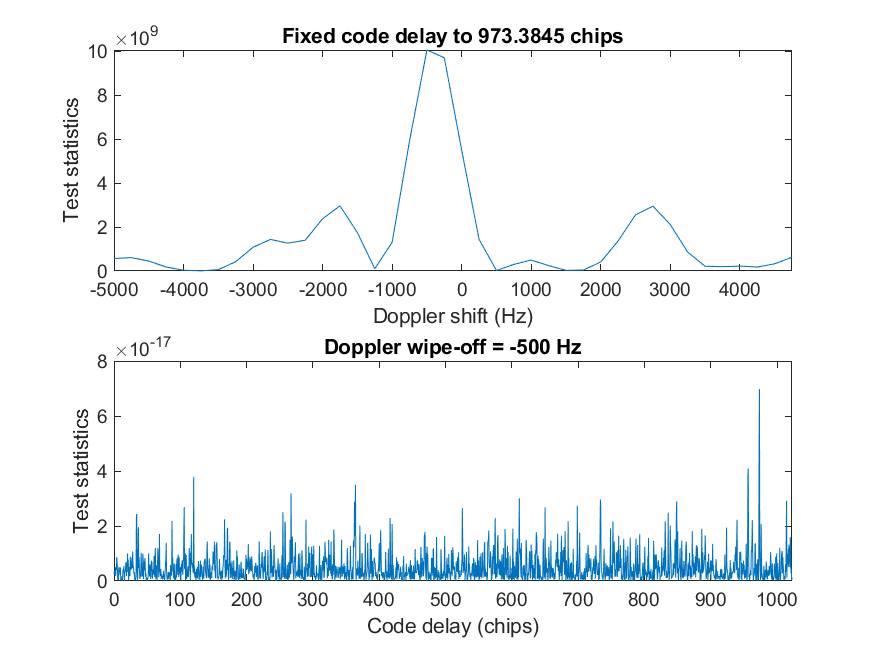 Fixed code delay to 973.3845 chips
×10^9
10
8
6
4
2
0
Test statistics
-5000 -4000 -3000 -2000 -1000 0 1000 2000 3000 4000
Doppler shift (Hz)
Doppler wipe-off = -500 Hz
×10^-17
8
6
4
2
0
Test statistics
0 100 200 300 400 500 600 700 800 900 1000
Code delay (chips)